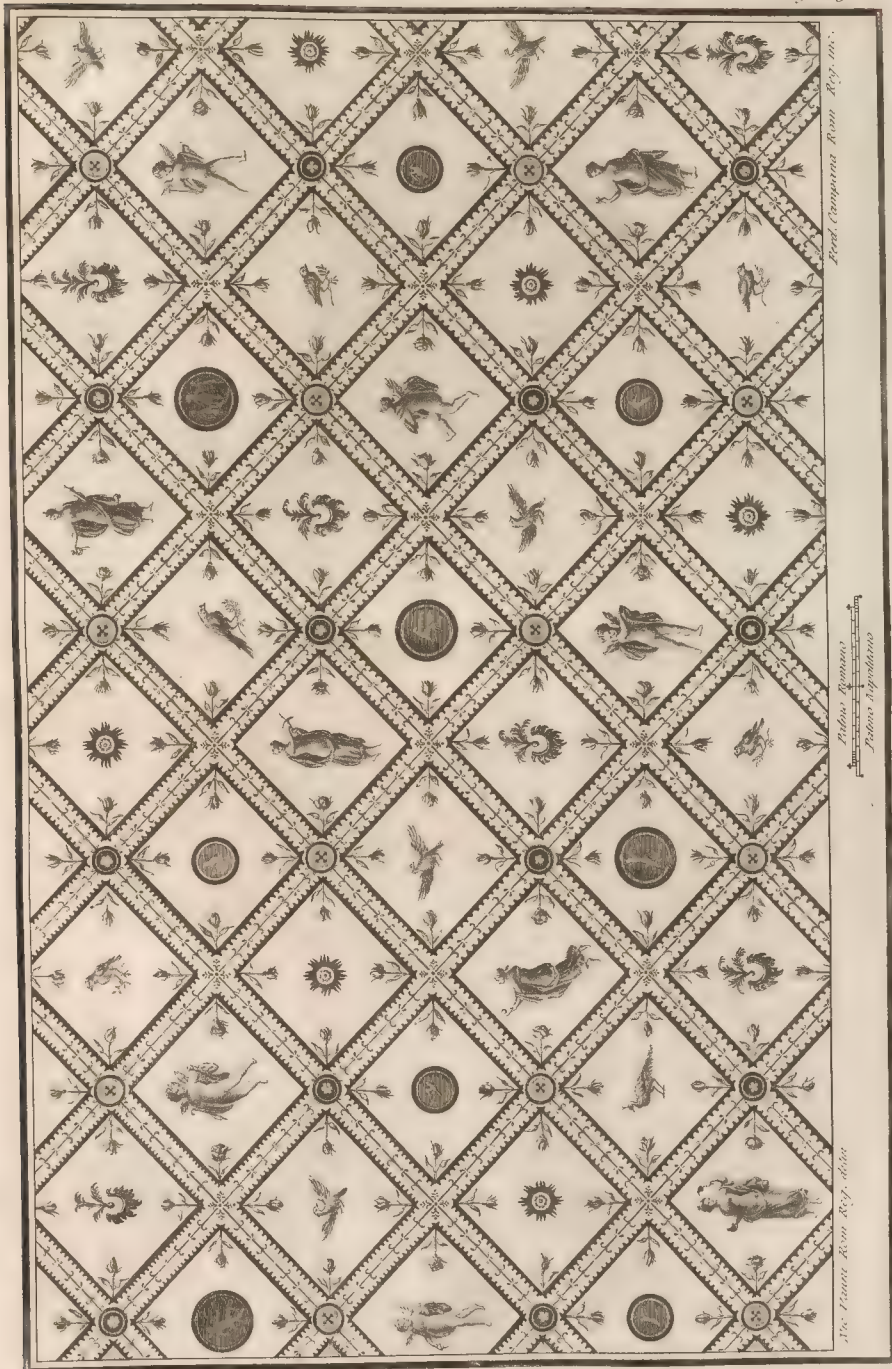 Nic. Vanni Rom. Reg. delin.
Palmo Romano
Palmo Napolitano
Ferd. Campana Rom. Reg. inc.